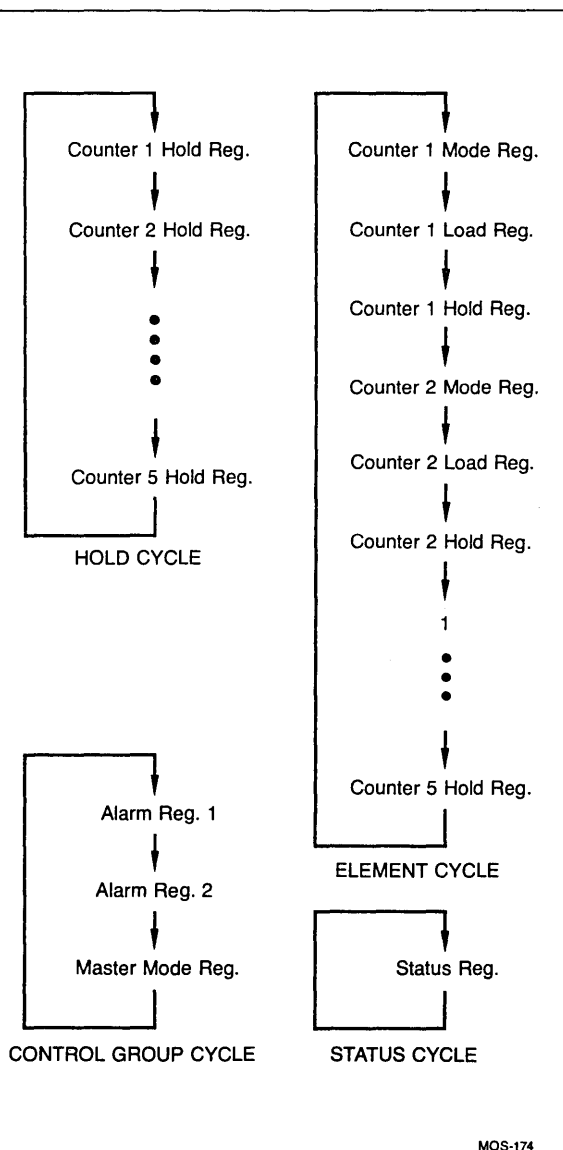 Counter 1 Hold Reg.
Counter 2 Hold Reg.
Counter 5 Hold Reg.
HOLD CYCLE
Counter 1 Mode Reg.
Counter 1 Load Reg.
Counter 1 Hold Reg.
Counter 2 Mode Reg.
Counter 2 Load Reg.
Counter 2 Hold Reg.
1
Counter 5 Hold Reg.
ELEMENT CYCLE
Alarm Reg. 1
Alarm Reg. 2
Master Mode Reg.
CONTROL GROUP CYCLE
Status Reg.
STATUS CYCLE
MOS-174